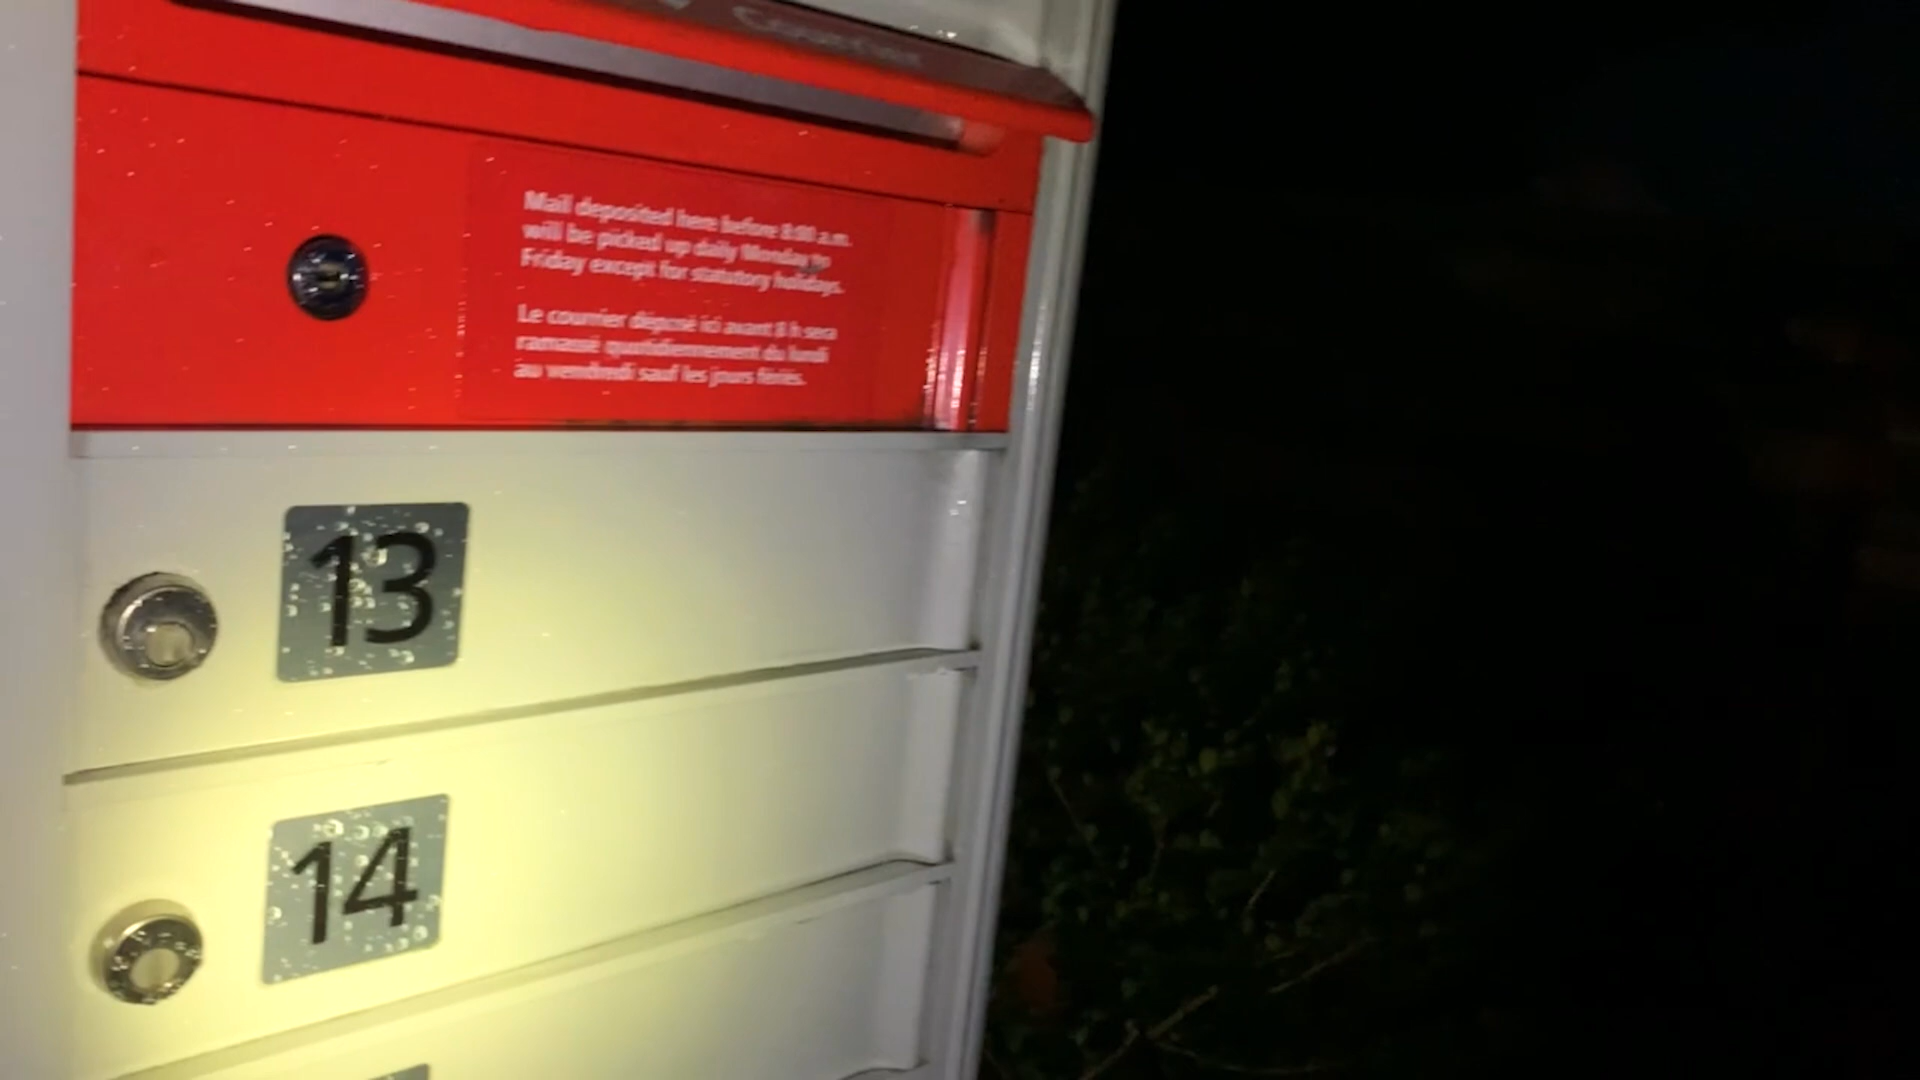 Mail deposited here before 8:00 a.m.
will be picked up daily Monday to
Friday except for statutory holidays.
Le courrier déposé ici avant 8 h sera
ramassé quotidiennement du lundi
au vendredi sauf les jours fériés.
13
14